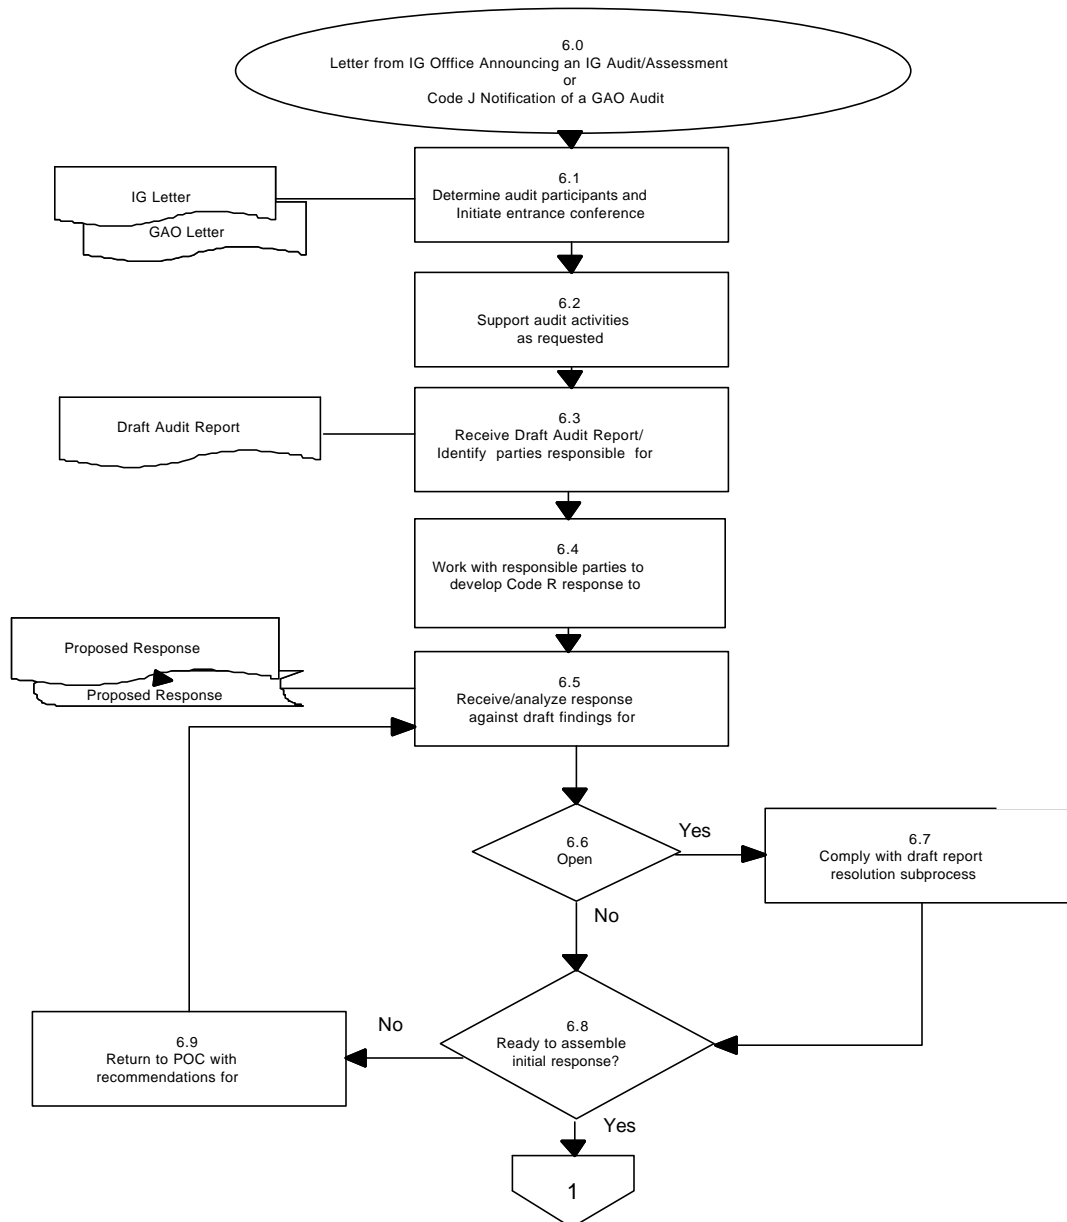 6.0
Letter from IG Offfice Announcing an IG Audit/Assessment
or
Code J Notification of a GAO Audit
6.1
Determine audit participants and
Initiate entrance conference
IG Letter
GAO Letter
6.2
Support audit activities
as requested
6.3
Receive Draft Audit Report/
Identify parties responsible for
Draft Audit Report
6.4
Work with responsible parties to
develop Code R response to
Proposed Response
Proposed Response
6.5
Receive/analyze response
against draft findings for
6.6
Open
Yes
6.7
Comply with draft report
resolution subprocess
No
6.8
Ready to assemble
initial response?
No
6.9
Return to POC with
recommendations for
Yes
1